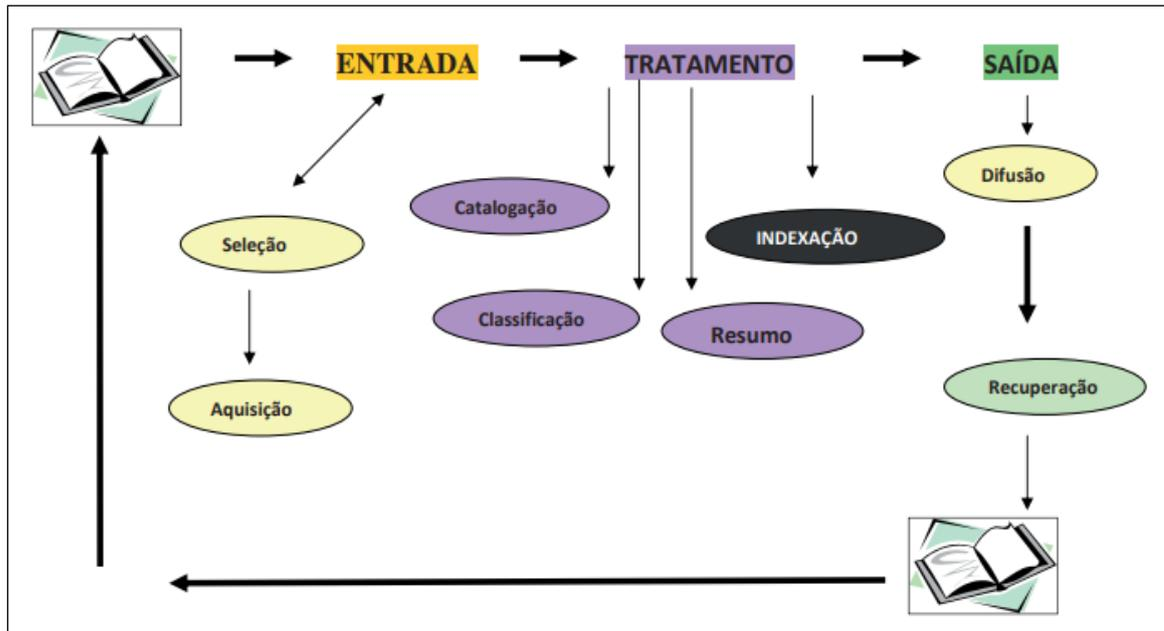 ENTRADA
TRATAMENTO
SAÍDA
Difusão
Catalogação
Seleção
INDEXAÇÃO
Classificação
Resumo
Recuperação
Aquisição